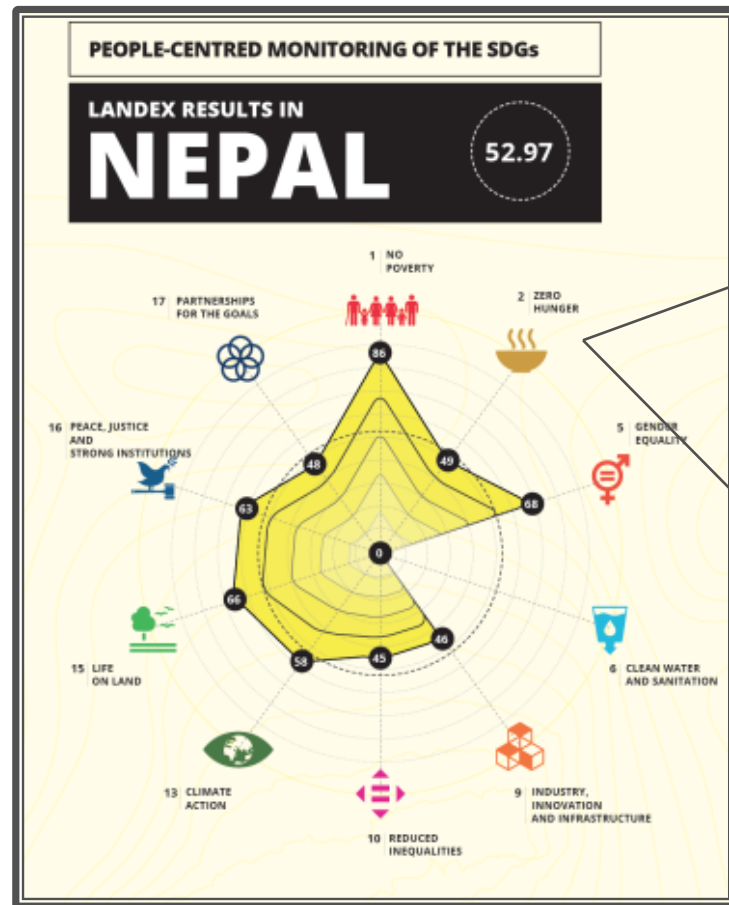 PEOPLE-CENTRED MONITORING OF THE SDGs
LANDEX RESULTS IN
NEPAL
52.97
1 NO
POVERTY
17 PARTNERSHIPS
FOR THE GOALS
2 ZERO
HUNGER
86
16 PEACE, JUSTICE
AND
STRONG INSTITUTIONS
5 GENDER
EQUALITY
48
49
63
68
0
66
46
58
45
15 LIFE
ON LAND
6 CLEAN WATER
AND SANITATION
13 CLIMATE
ACTION
9 INDUSTRY,
INNOVATION
AND INFRASTRUCTURE
10 REDUCED
INEQUALITIES